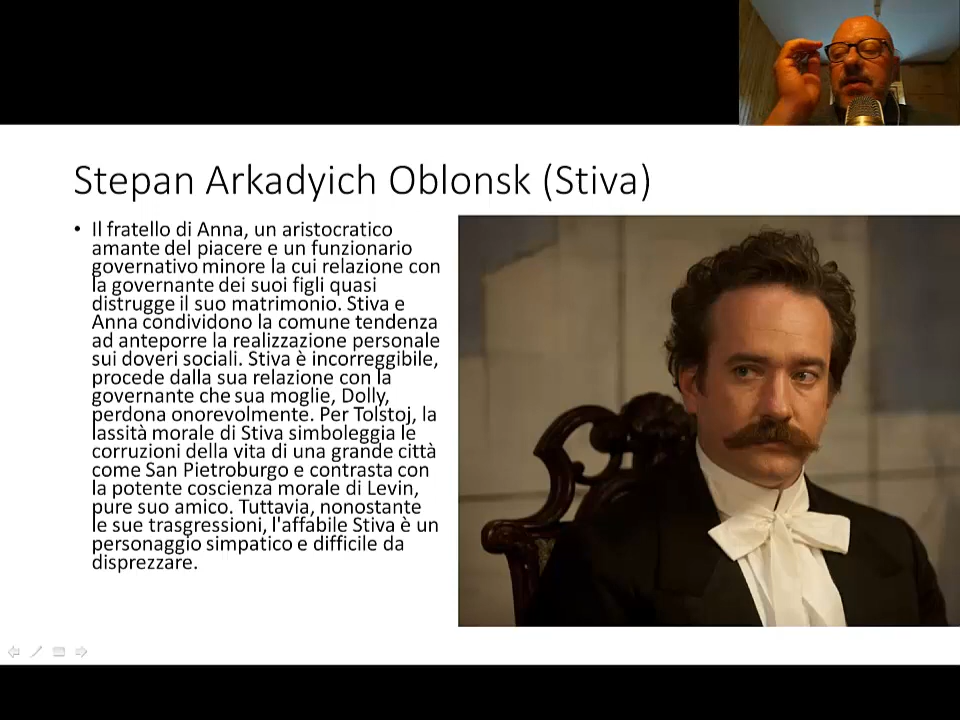 Stepan Arkadyich Oblonsk (Stiva)
• Il fratello di Anna, un aristocratico
amante del piacere e un funzionario
governativo minore la cui relazione con
la governante dei suoi figli quasi
distrugge il suo matrimonio. Stiva e
Anna condividono la comune tendenza
ad anteporre la realizzazione personale
sui doveri sociali. Stiva è incorreggibile,
procede dalla sua relazione con la
governante che sua moglie, Dolly,
perdona onorevolmente. Per Tolstoj, la
lassità morale di Stiva simboleggia le
corruzioni della vita di una grande città
come San Pietroburgo e contrasta con
la potente coscienza morale di Levin,
pure suo amico. Tuttavia, nonostante
le sue trasgressioni, l'affabile Stiva è un
personaggio simpatico e difficile da
disprezzare.